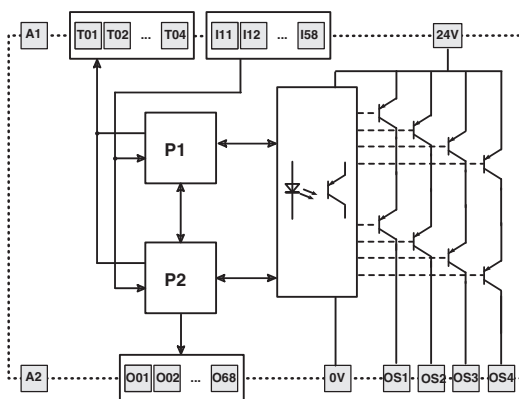 A1 T01 T02 ... T04 I11 I12 ... I58 24V
P1
P2
A2 O01 O02 ... O68 0V OS1 OS2 OS3 OS4